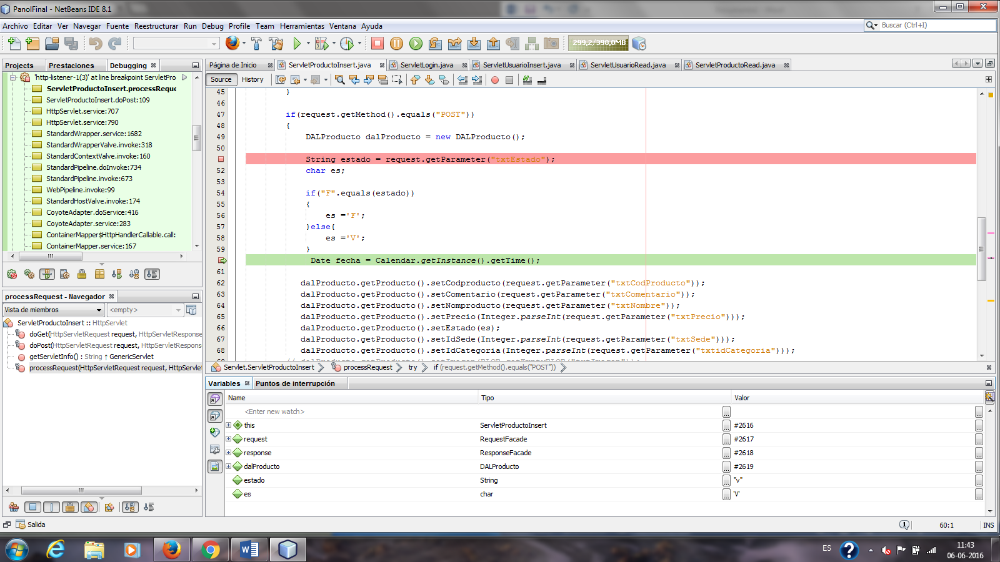 PanolFinal - NetBeans IDE 8.1
Archivo Editar Ver Navegar Fuente Reestructurar Run Debug Profile Team Herramientas Ventana Ayuda
Buscar (Ctrl+I)
299,2/398,0MB
Projects Prestaciones Debugging
'http-listener-1(3)' at line breakpoint ServletPro
ServletProductoInsert.processReque
ServletProductoInsert.doPost:109
HttpServlet.service:707
HttpServlet.service:790
StandardWrapper.service:1682
StandardWrapperValve.invoke:318
StandardContextValve.invoke:160
StandardPipeline.doInvoke:734
StandardPipeline.invoke:673
WebPipeline.invoke:99
StandardHostValve.invoke:174
CoyoteAdapter.doService:416
CoyoteAdapter.service:283
ContainerMapper$HttpHandlerCallable.call:
ContainerMapper.service:167
processRequest - Navegador
Vista de miembros <empty>
ServletProductoInsert :: HttpServlet
doGet(HttpServletRequest request, HttpServletResponse
doPost(HttpServletRequest request, HttpServletRespons
getServletInfo() : String ↑ GenericServlet
processRequest(HttpServletRequest request, HttpServlet
Página de Inicio ServletProductoInsert.java ServletLogin.java ServletUsuarioInsert.java ServletUsuarioRead.java ServletProductoRead.java
Source History
45 }
46
47 if(request.getMethod().equals("POST"))
48 {
49 DALProducto dalProducto = new DALProducto();
50
String estado = request.getParameter("txtEstado");
52 char es;
53
54 if("F".equals(estado))
55 {
56 es ='F';
57 }else{
58 es ='V';
59 }
Date fecha = Calendar.getInstance().getTime();
61
62 dalProducto.getProducto().setCodproducto(request.getParameter("txtCodProducto"));
63 dalProducto.getProducto().setComentario(request.getParameter("txtComentario"));
64 dalProducto.getProducto().setNomproducto(request.getParameter("txtNombre"));
65 dalProducto.getProducto().setPrecio(Integer.parseInt(request.getParameter("txtPrecio")));
66 dalProducto.getProducto().setEstado(es);
67 dalProducto.getProducto().setIdSede(Integer.parseInt(request.getParameter("txtSede")));
68 dalProducto.getProducto().setIdCategoria(Integer.parseInt(request.getParameter("txtidCategoria")));
Servlet.ServletProductoInsert processRequest try if (request.getMethod().equals("POST"))
Variables Puntos de interrupción
Name Tipo Valor
<Enter new watch>
this ServletProductoInsert #2616
request RequestFacade #2617
response ResponseFacade #2618
dalProducto DALProducto #2619
estado String "v"
es char 'V'
Salida
1 60:1 INS
ES
11:43
06-06-2016